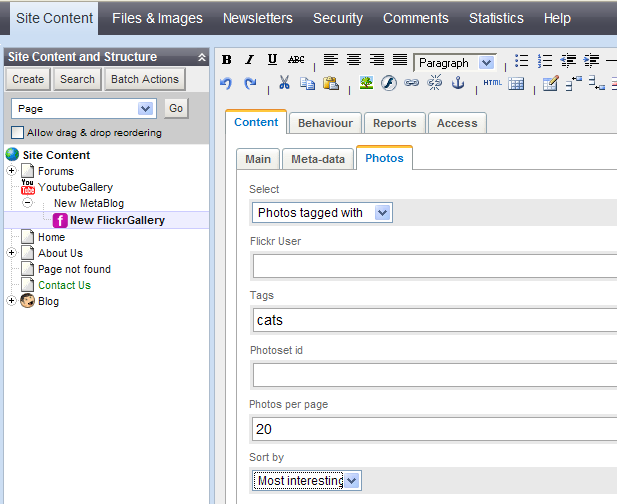 Site Content Files & Images Newsletters Security Comments Statistics Help
Site Content and Structure
Create Search Batch Actions
Page Go
Allow drag & drop reordering
Site Content
Forums
You Tube YoutubeGallery
New MetaBlog
f New FlickrGallery
Home
About Us
Page not found
Contact Us
Blog
B I U ABC Paragraph
HTML
Content Behaviour Reports Access
Main Meta-data Photos
Select
Photos tagged with
Flickr User
Tags
cats
Photoset id
Photos per page
20
Sort by
Most interesting